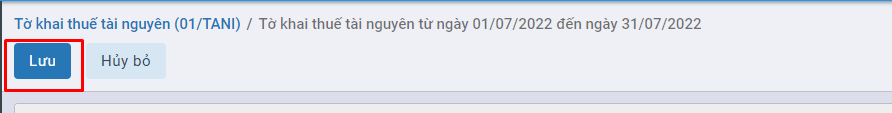 Tờ khai thuế tài nguyên (01/TANI) / Tờ khai thuế tài nguyên từ ngày 01/07/2022 đến ngày 31/07/2022
Lưu Hủy bỏ